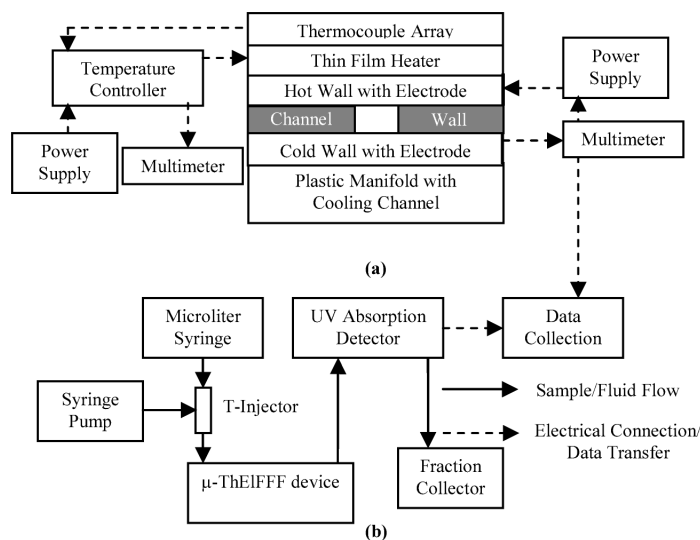 Thermocouple Array
Thin Film Heater
Hot Wall with Electrode
Channel
Wall
Cold Wall with Electrode
Plastic Manifold with
Cooling Channel
Temperature
Controller
Power
Supply
Multimeter
Power
Supply
Multimeter
(a)
Microliter
Syringe
UV Absorption
Detector
Data
Collection
Syringe
Pump
T-Injector
μ-ThElFFF device
Fraction
Collector
Sample/Fluid Flow
Electrical Connection/
Data Transfer
(b)